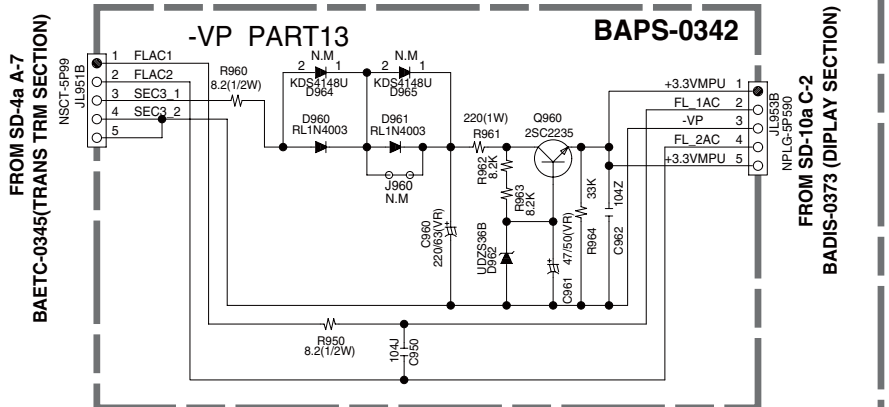 -VP PART13
BAPS-0342
FROM SD-4a A-7
BAETC-0345(TRANS TRM SECTION)
NSCT-5P99
JL951B
1 FLAC1
2 FLAC2
3 SEC3_1
4 SEC3_2
5
R960
8.2(1/2W)
N.M
2 1
KDS4148U
D964
N.M
2 1
KDS4148U
D965
D960
RL1N4003
D961
RL1N4003
J960
N.M
220(1W)
R961
Q960
2SC2235
R962
8.2K
R963
8.2K
C960
220/63(VR)
UDZS36B
D962
47/50(VR)
C961
33K
R964
104Z
C962
R950
8.2(1/2W)
104J
C950
+3.3VMPU 1
FL_1AC 2
-VP 3
FL_2AC 4
+3.3VMPU 5
JL953B
NPLG-5P590
FROM SD-10a C-2
BADIS-0373 (DIPLAY SECTION)